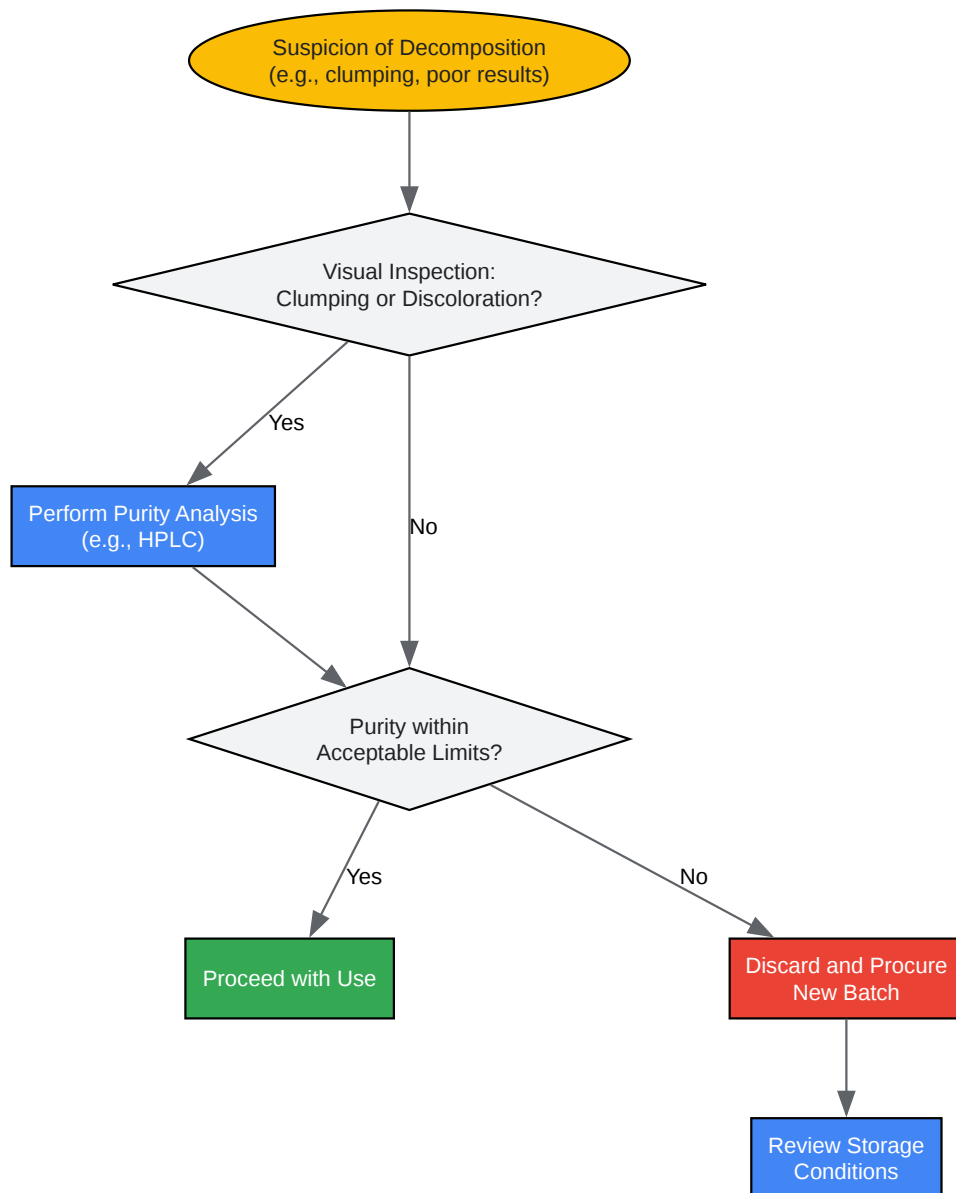 Suspicion of Decomposition
(e.g., clumping, poor results)
Visual Inspection:
Clumping or Discoloration?
Yes
Perform Purity Analysis
(e.g., HPLC)
No
Purity within
Acceptable Limits?
Yes
No
Proceed with Use
Discard and Procure
New Batch
Review Storage
Conditions